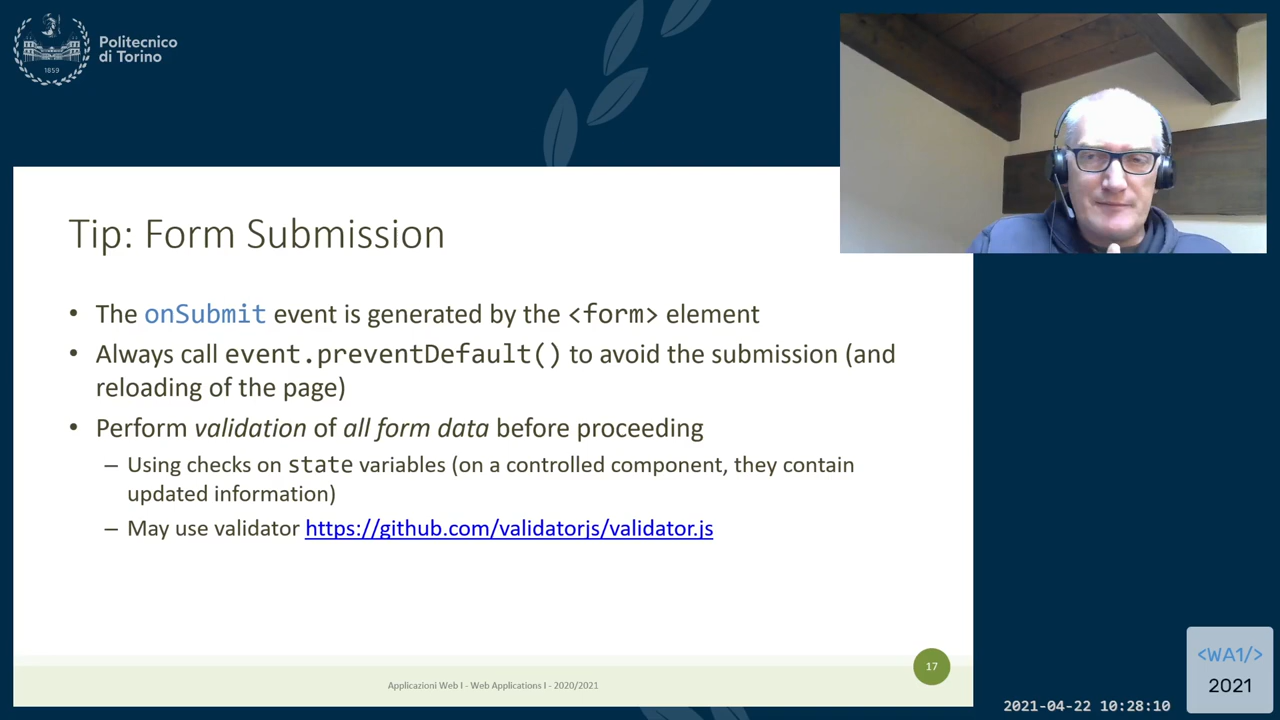 Politecnico
di Torino
1859
Tip: Form Submission
• The onSubmit event is generated by the <form> element
• Always call event.preventDefault() to avoid the submission (and
reloading of the page)
• Perform validation of all form data before proceeding
– Using checks on state variables (on a controlled component, they contain
updated information)
– May use validator https://github.com/validatorjs/validator.js
17
Applicazioni Web I - Web Applications I - 2020/2021
<WA1/>
2021
2021-04-22 10:28:10